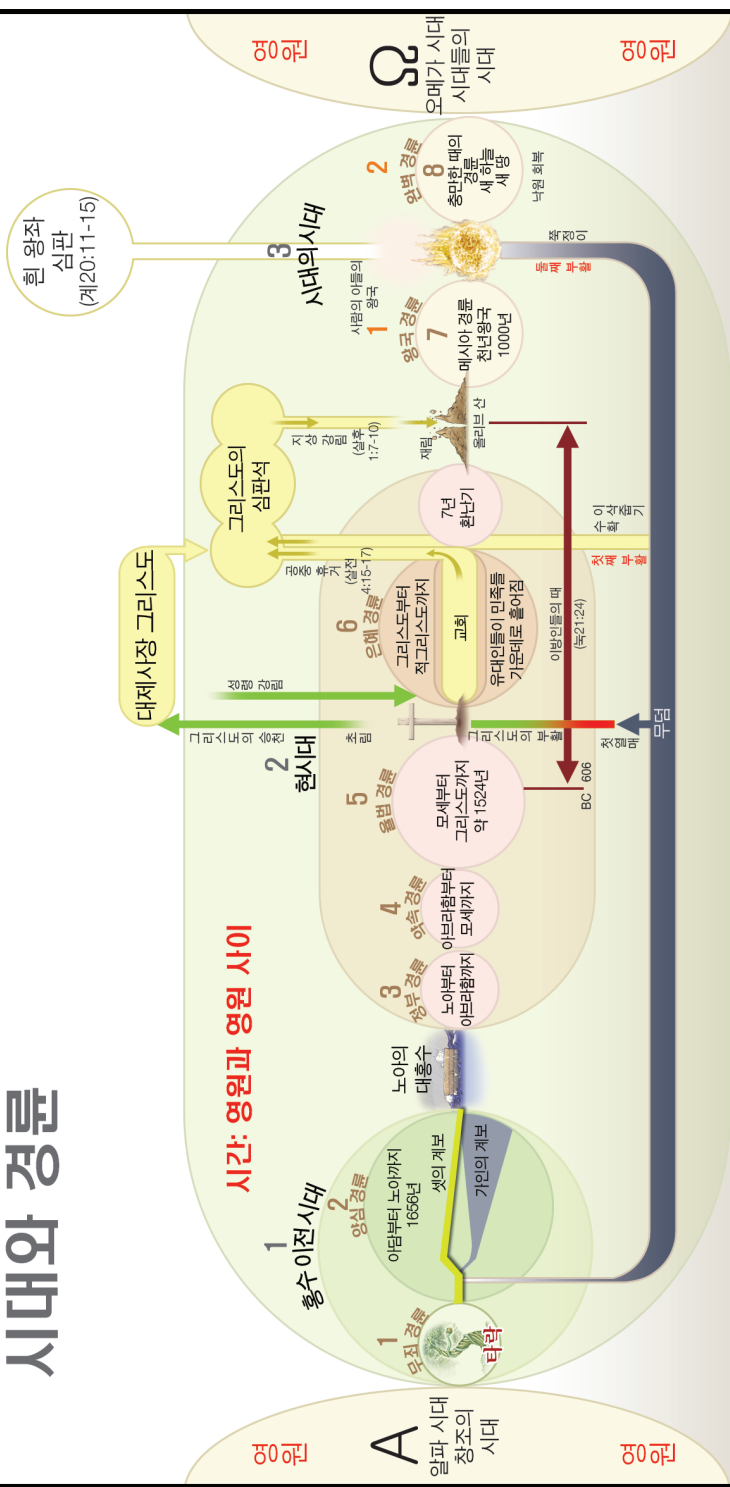 시대와 경륜
시간: 영원과 영원 사이
영원
A
알파 시대
창조의
시대
영원
1
홍수 이전 시대
1
무죄 경륜
타락
2
양심 경륜
아담부터 노아까지
1656년
셋의 계보
가인의 계보
노아의
대홍수
3
정부 경륜
노아부터
아브라함까지
4
약속 경륜
아브라함부터
모세까지
2
현시대
5
율법 경륜
모세부터
그리스도까지
약 1524년
BC 606
대제사장 그리스도
그리스도의 승천
초림
성령 강림
그리스도의 부활
첫열매
무덤
6
은혜 경륜
그리스도부터
적그리스도까지
교회
유대인들이 민족들
가운데로 흩어짐
이방인들의 때
(눅21:24)
그리스도의
심판석
공중 휴거
(살전
4:15-17)
첫째 부활
수확
이삭줍기
7년
환난기
지상 강림
(살후
1:7-10)
재림
올리브 산
흰 왕좌
심판
(계20:11-15)
3
시대의 시대
사람의 아들의
왕국
1
왕국 경륜
7
메시아 경륜
천년왕국
1000년
둘째 부활
쭉정이
2
완벽 경륜
8
충만한 때의
경륜
새 하늘
새 땅
낙원 회복
영원
Ω
오메가 시대
시대들의
시대
영원